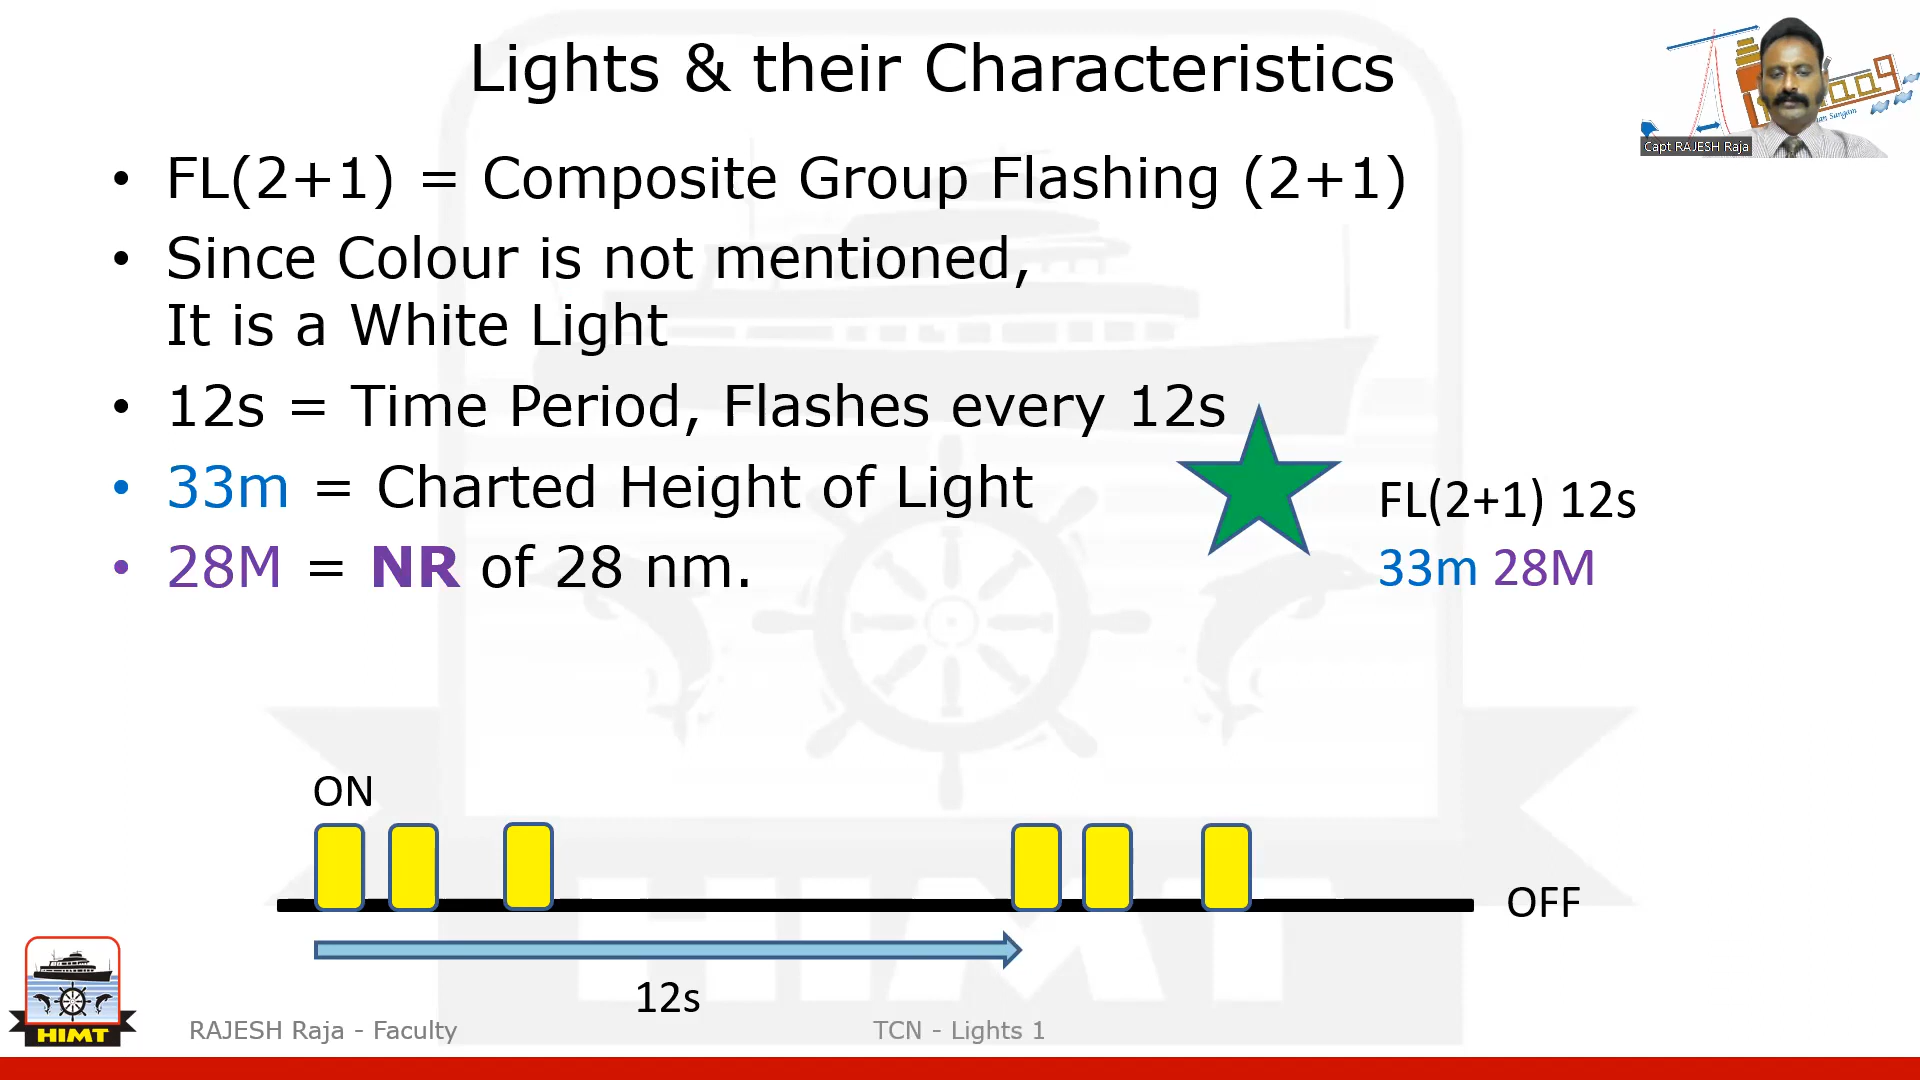 Lights & their Characteristics
• FL(2+1) = Composite Group Flashing (2+1)
• Since Colour is not mentioned,
It is a White Light
• 12s = Time Period, Flashes every 12s
• 33m = Charted Height of Light
• 28M = NR of 28 nm.
FL(2+1) 12s
33m 28M
Capt RAJESH Raja
ON
OFF
12s
HIMT
HIMT
RAJESH Raja - Faculty
TCN - Lights 1